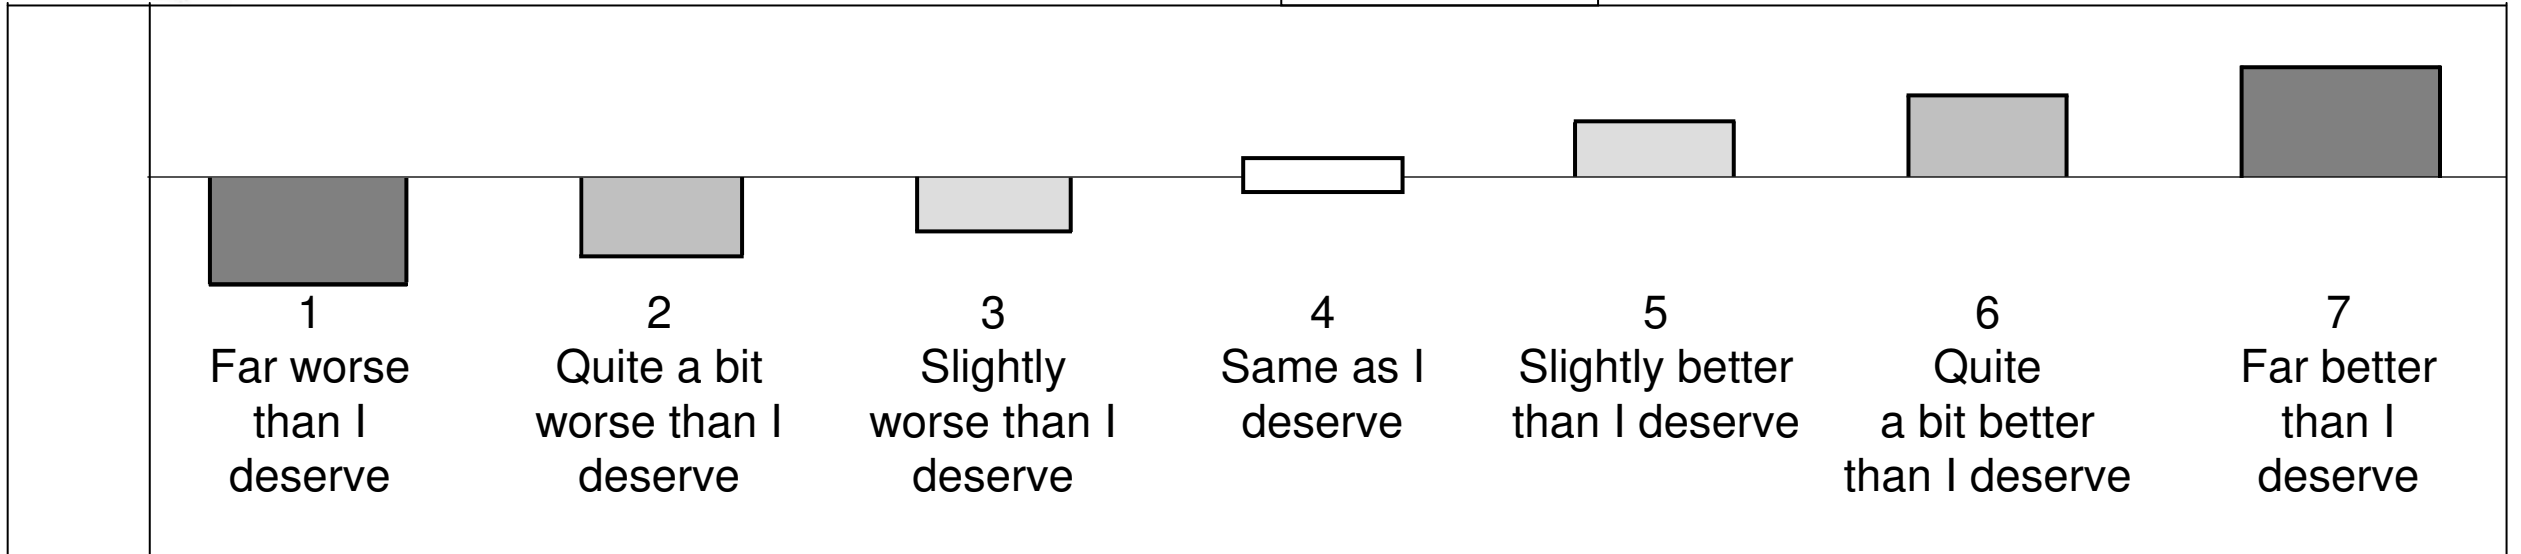 1
Far worse
than I
deserve
2
Quite a bit
worse than I
deserve
3
Slightly
worse than I
deserve
4
Same as I
deserve
5
Slightly better
than I deserve
6
Quite
a bit better
than I deserve
7
Far better
than I
deserve